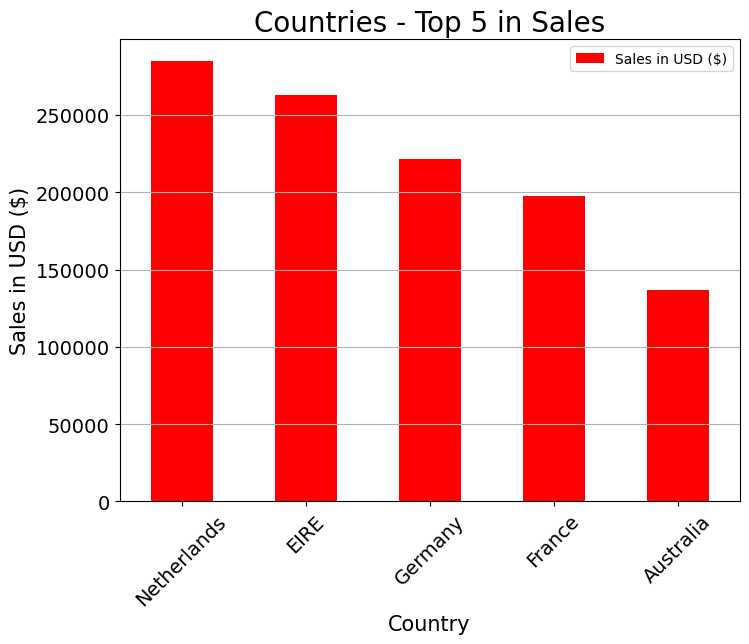 Countries - Top 5 in Sales
Sales in USD ($)
Sales in USD ($)
250000
200000
150000
100000
50000
0
Netherlands
EIRE
Germany
France
Australia
Country